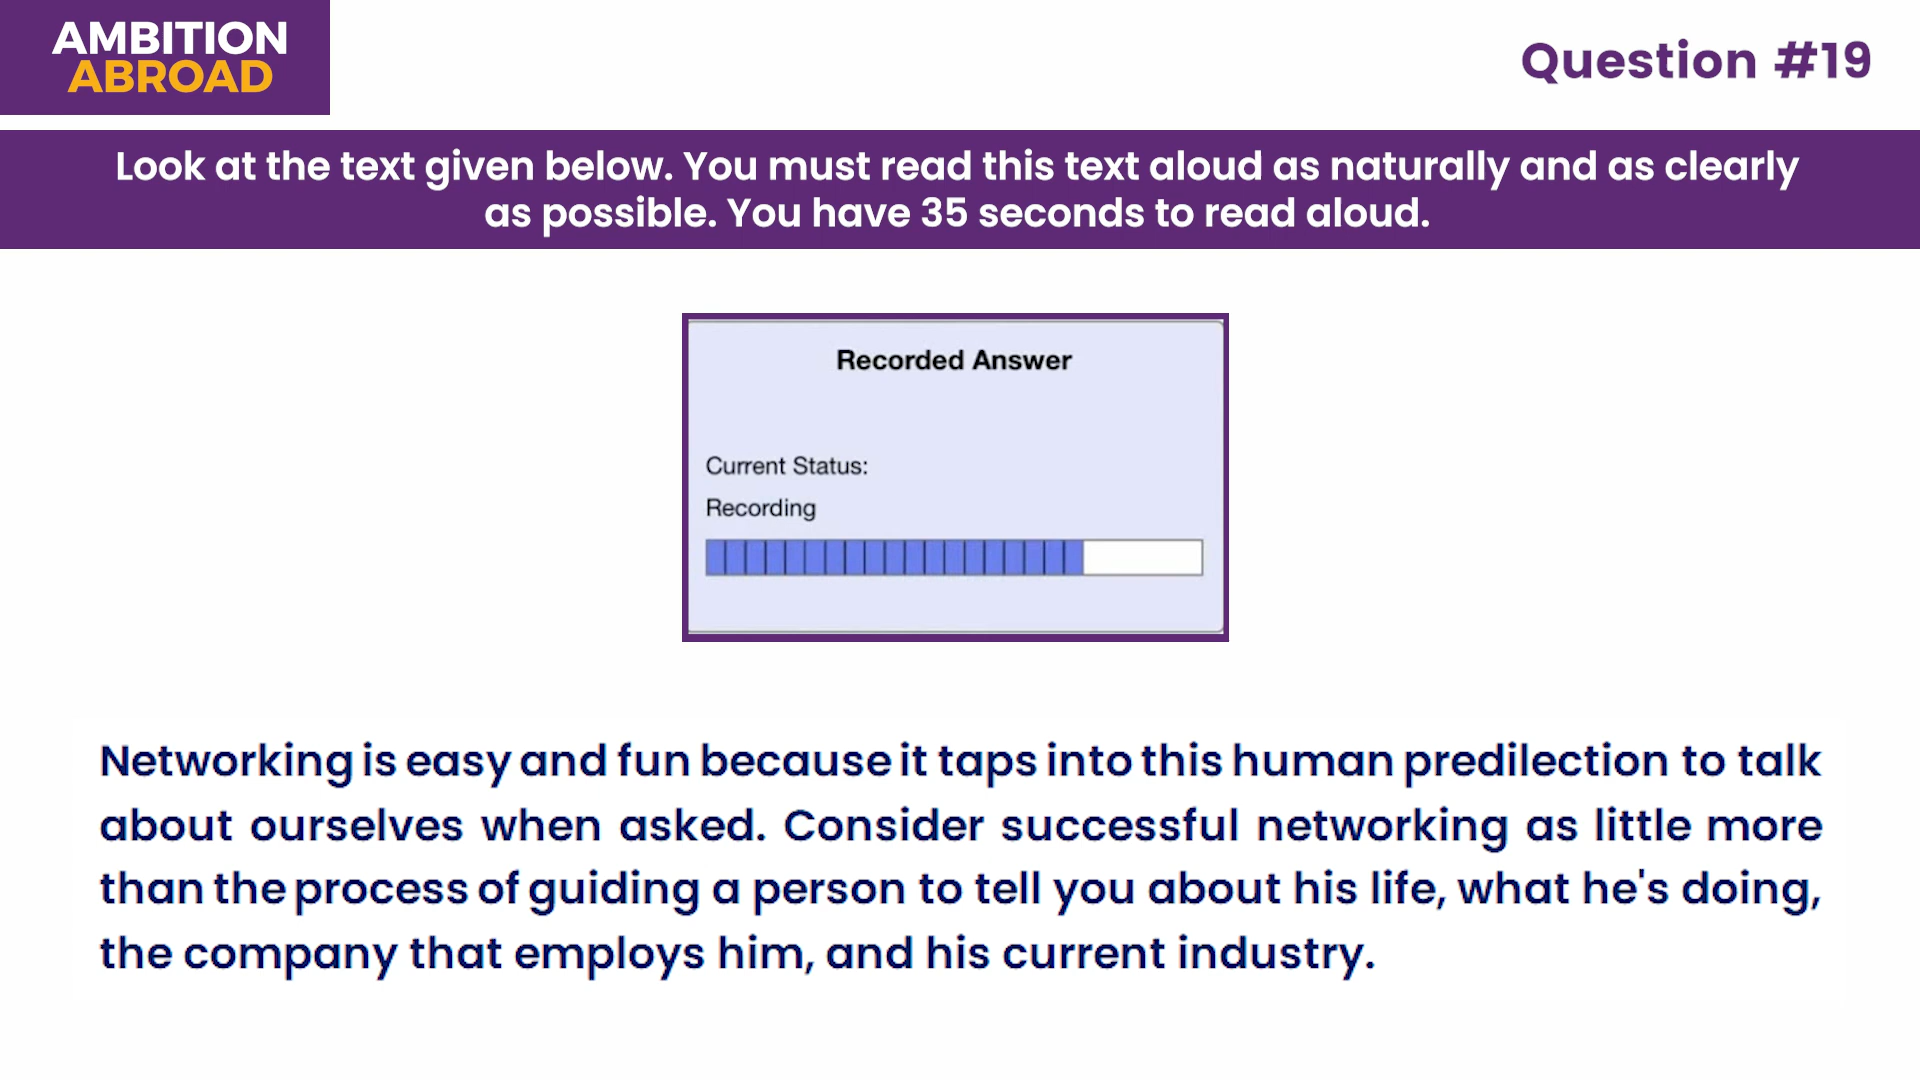 AMBITION
ABROAD
Question #19
Look at the text given below. You must read this text aloud as naturally and as clearly
as possible. You have 35 seconds to read aloud.
Recorded Answer
Current Status:
Recording
Networking is easy and fun because it taps into this human predilection to talk
about ourselves when asked. Consider successful networking as little more
than the process of guiding a person to tell you about his life, what he's doing,
the company that employs him, and his current industry.